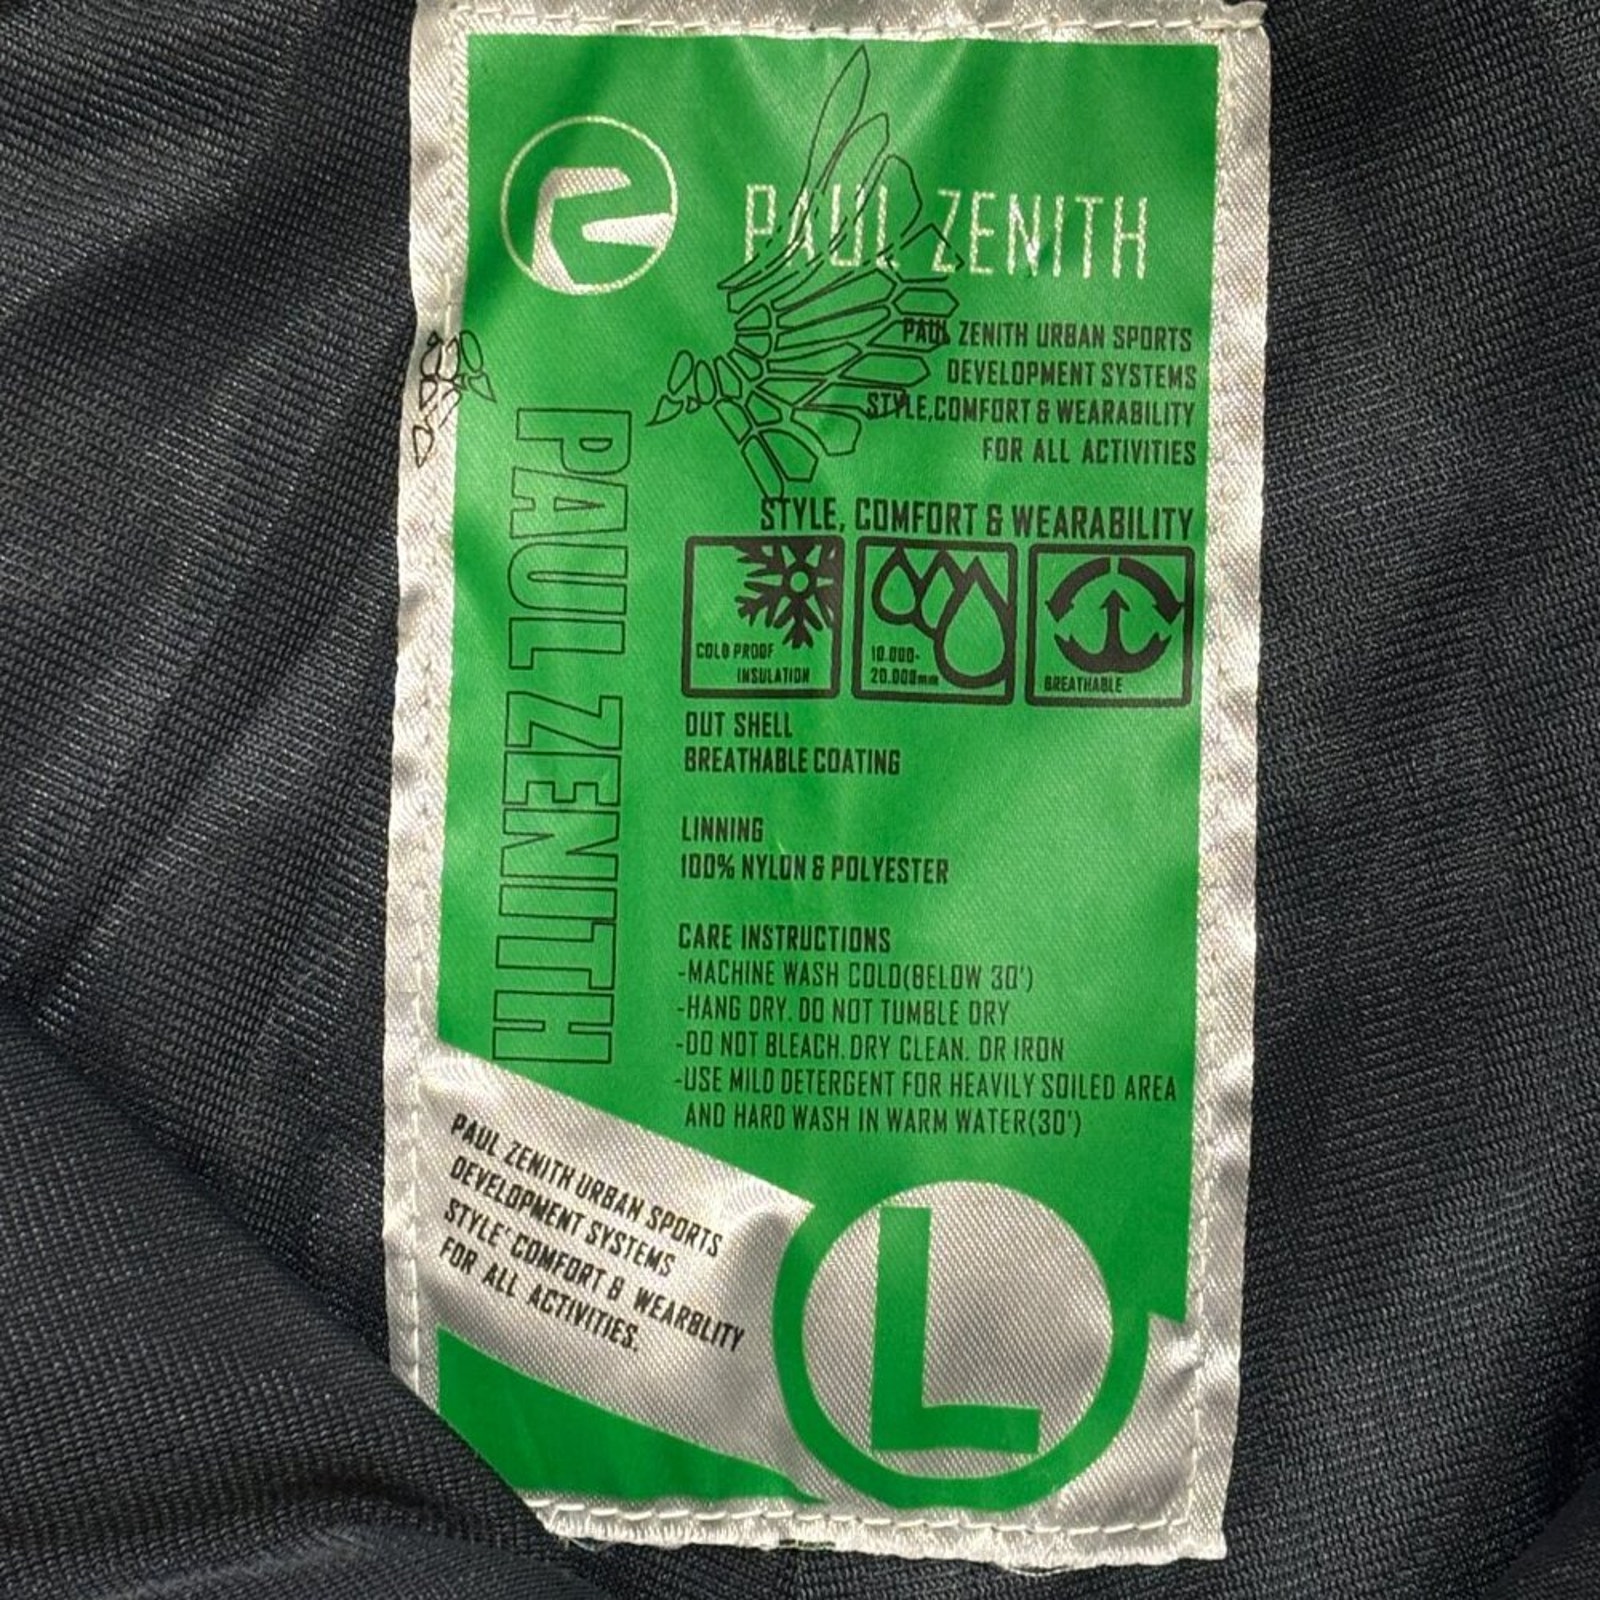 PAUL ZENITH
PAUL ZENITH URBAN SPORTS
DEVELOPMENT SYSTEMS
STYLE,COMFORT & WEARABILITY
FOR ALL ACTIVITIES
STYLE, COMFORT & WEARABILITY
COLD PROOF
INSULATION
10.000-
20.000mm
BREATHABLE
PAUL ZENITH
OUT SHELL
BREATHABLE COATING
LINNING
100% NYLON & POLYESTER
CARE INSTRUCTIONS
-MACHINE WASH COLD(BELOW 30')
-HANG DRY. DO NOT TUMBLE DRY
-DO NOT BLEACH. DRY CLEAN. OR IRON
-USE MILD DETERGENT FOR HEAVILY SOILED AREA
AND HARD WASH IN WARM WATER(30')
PAUL ZENITH URBAN SPORTS
DEVELOPMENT SYSTEMS
STYLE' COMFORT & WEARBLITY
FOR ALL ACTIVITIES.
L